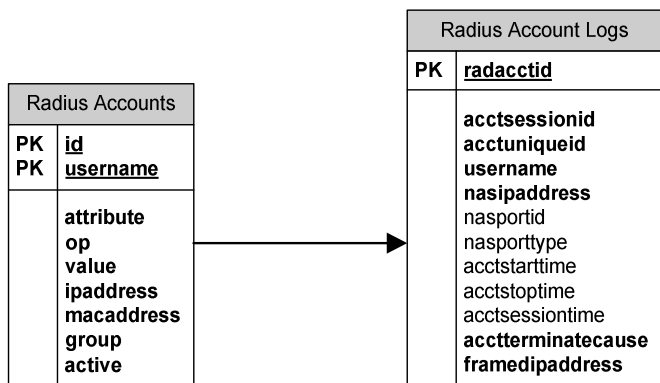 Radius Accounts
PK id
PK username
attribute
op
value
ipaddress
macaddress
group
active
Radius Account Logs
PK radacctid
acctsessionid
acctuniqueid
username
nasipaddress
nasportid
nasporttype
acctstarttime
acctstoptime
acctsessiontime
acctterminatecause
framedipaddress